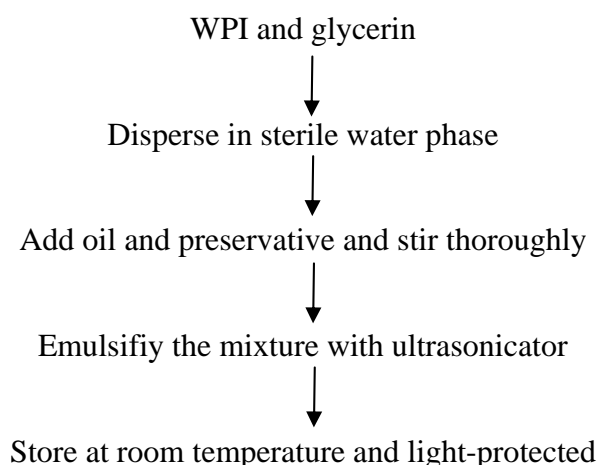 WPI and glycerin
Disperse in sterile water phase
Add oil and preservative and stir thoroughly
Emulsifiy the mixture with ultrasonicator
Store at room temperature and light-protected